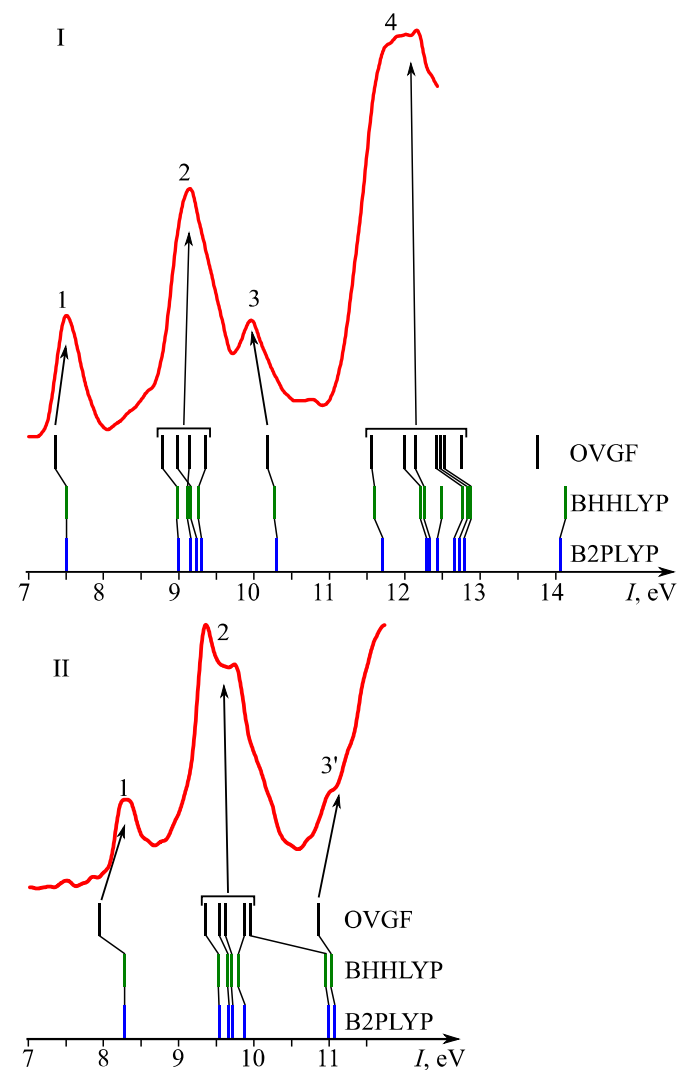 I
4
2
1
3
OVGF
BHHLYP
B2PLYP
7 8 9 10 11 12 13 14 I, eV
II
2
1
3'
OVGF
BHHLYP
B2PLYP
7 8 9 10 11 I, eV